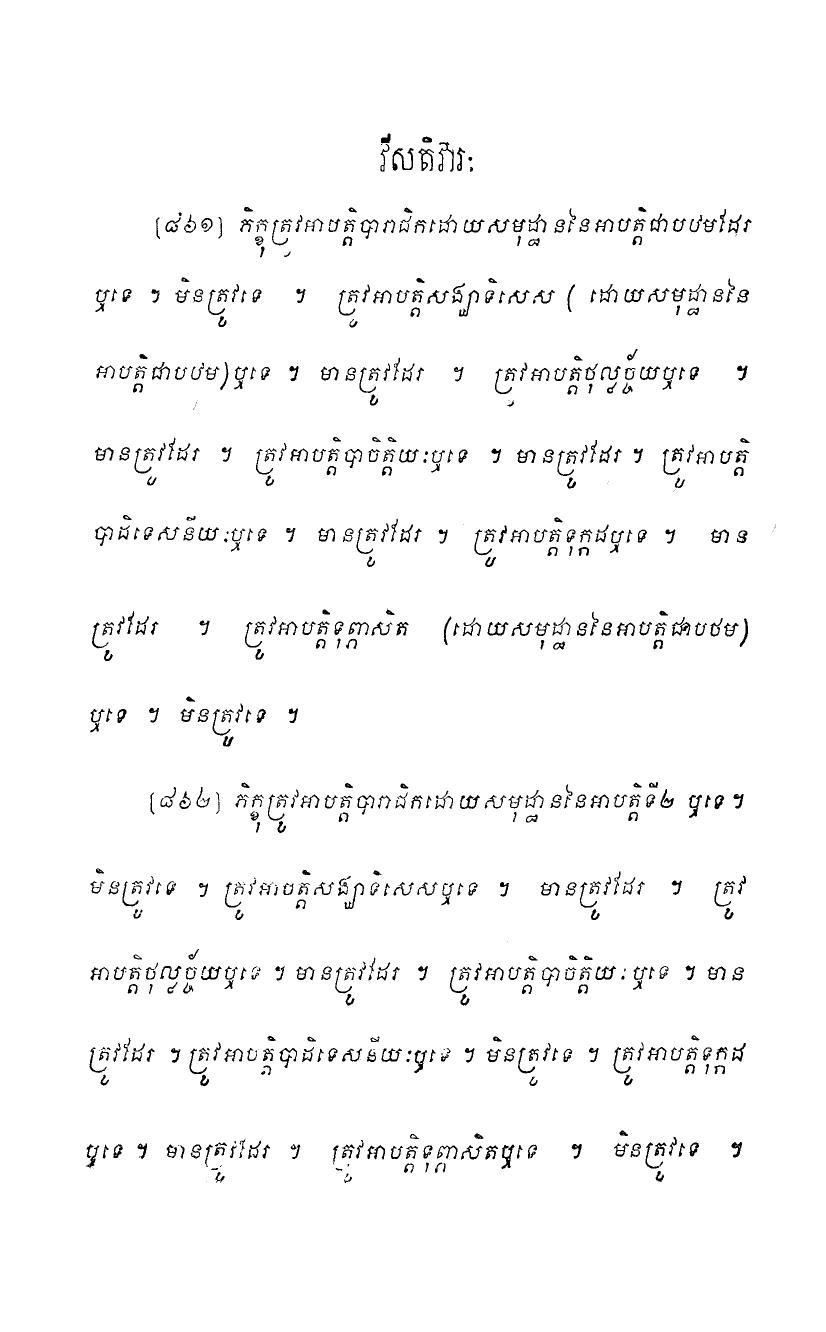 វីសតិវារៈ
[៨៦១] ភិក្ខុត្រូវអាបត្តិបារាជិកដោយសមុដ្ឋាននៃអាបត្តិជាបឋមដែរ
ឬទេ ។ មិនត្រូវទេ ។ ត្រូវអាបត្តិសង្ឃាទិសេស ( ដោយសមុដ្ឋាននៃ
អាបត្តិជាបឋម)ឬទេ ។ មានត្រូវដែរ ។ ត្រូវអាបត្តិថុល្លច្ច័យឬទេ ។
មានត្រូវដែរ ។ ត្រូវអាបត្តិបាចិត្តិយៈឬទេ ។ មានត្រូវដែរ ។ ត្រូវអាបត្តិ
បាដិទេសនីយៈឬទេ ។ មានត្រូវដែរ ។ ត្រូវអាបត្តិទុក្កដឬទេ ។ មាន
ត្រូវដែរ ។ ត្រូវអាបត្តិទុព្ភាសិត (ដោយសមុដ្ឋាននៃអាបត្តិជាបឋម)
ឬទេ ។ មិនត្រូវទេ ។
[៨៦២] ភិក្ខុត្រូវអាបត្តិបារាជិកដោយសមុដ្ឋាននៃអាបត្តិទី២ ឬទេ ។
មិនត្រូវទេ ។ ត្រូវអាបត្តិសង្ឃាទិសេសឬទេ ។ មានត្រូវដែរ ។ ត្រូវ
អាបត្តិថុល្លច្ច័យឬទេ ។ មានត្រូវដែរ ។ ត្រូវអាបត្តិបាចិត្តិយៈឬទេ ។ មាន
ត្រូវដែរ ។ ត្រូវអាបត្តិបាដិទេសនីយៈឬទេ ។ មិនត្រូវទេ ។ ត្រូវអាបត្តិទុក្កដ
ឬទេ ។ មានត្រូវដែរ ។ ត្រូវអាបត្តិទុព្ភាសិតឬទេ ។ មិនត្រូវទេ ។